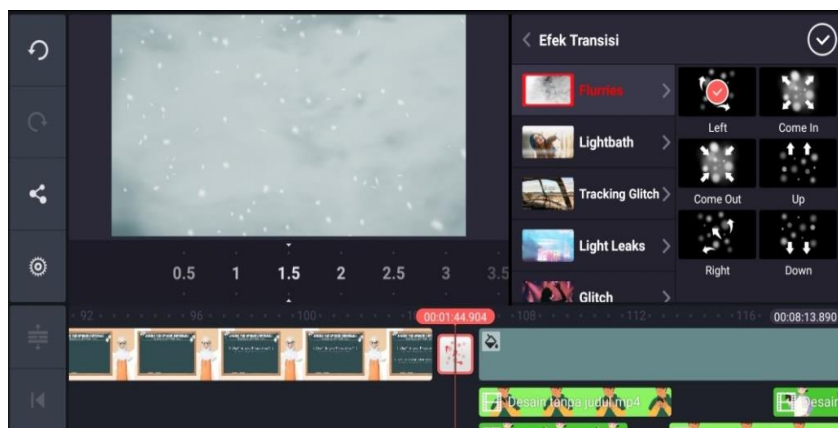 Efek Transisi
Flurries
Lightbath
Tracking Glitch
Light Leaks
Glitch
Left
Come In
Come Out
Up
Right
Down
0.5 1 1.5 2 2.5 3 3.5
92 96 100 00:01:44.904 108 112 116 00:08:13.890
Desain tanpa judul.mp4
Desain